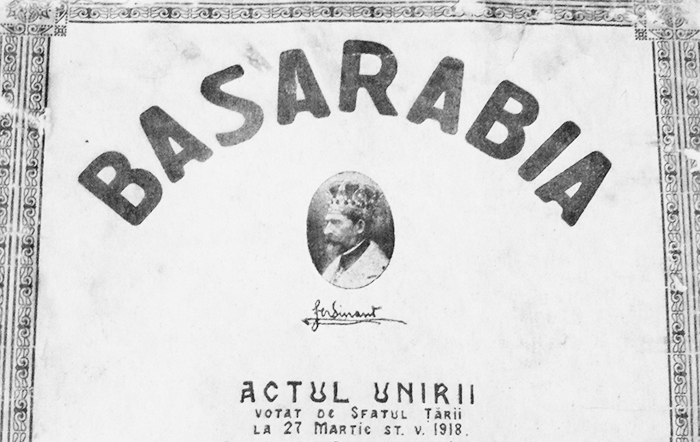 BASARABIA
Ferdinand
ACTUL UNIRII
VOTAT DE SFATUL ȚĂRII
LA 27 MARTIE ST. V. 1918.